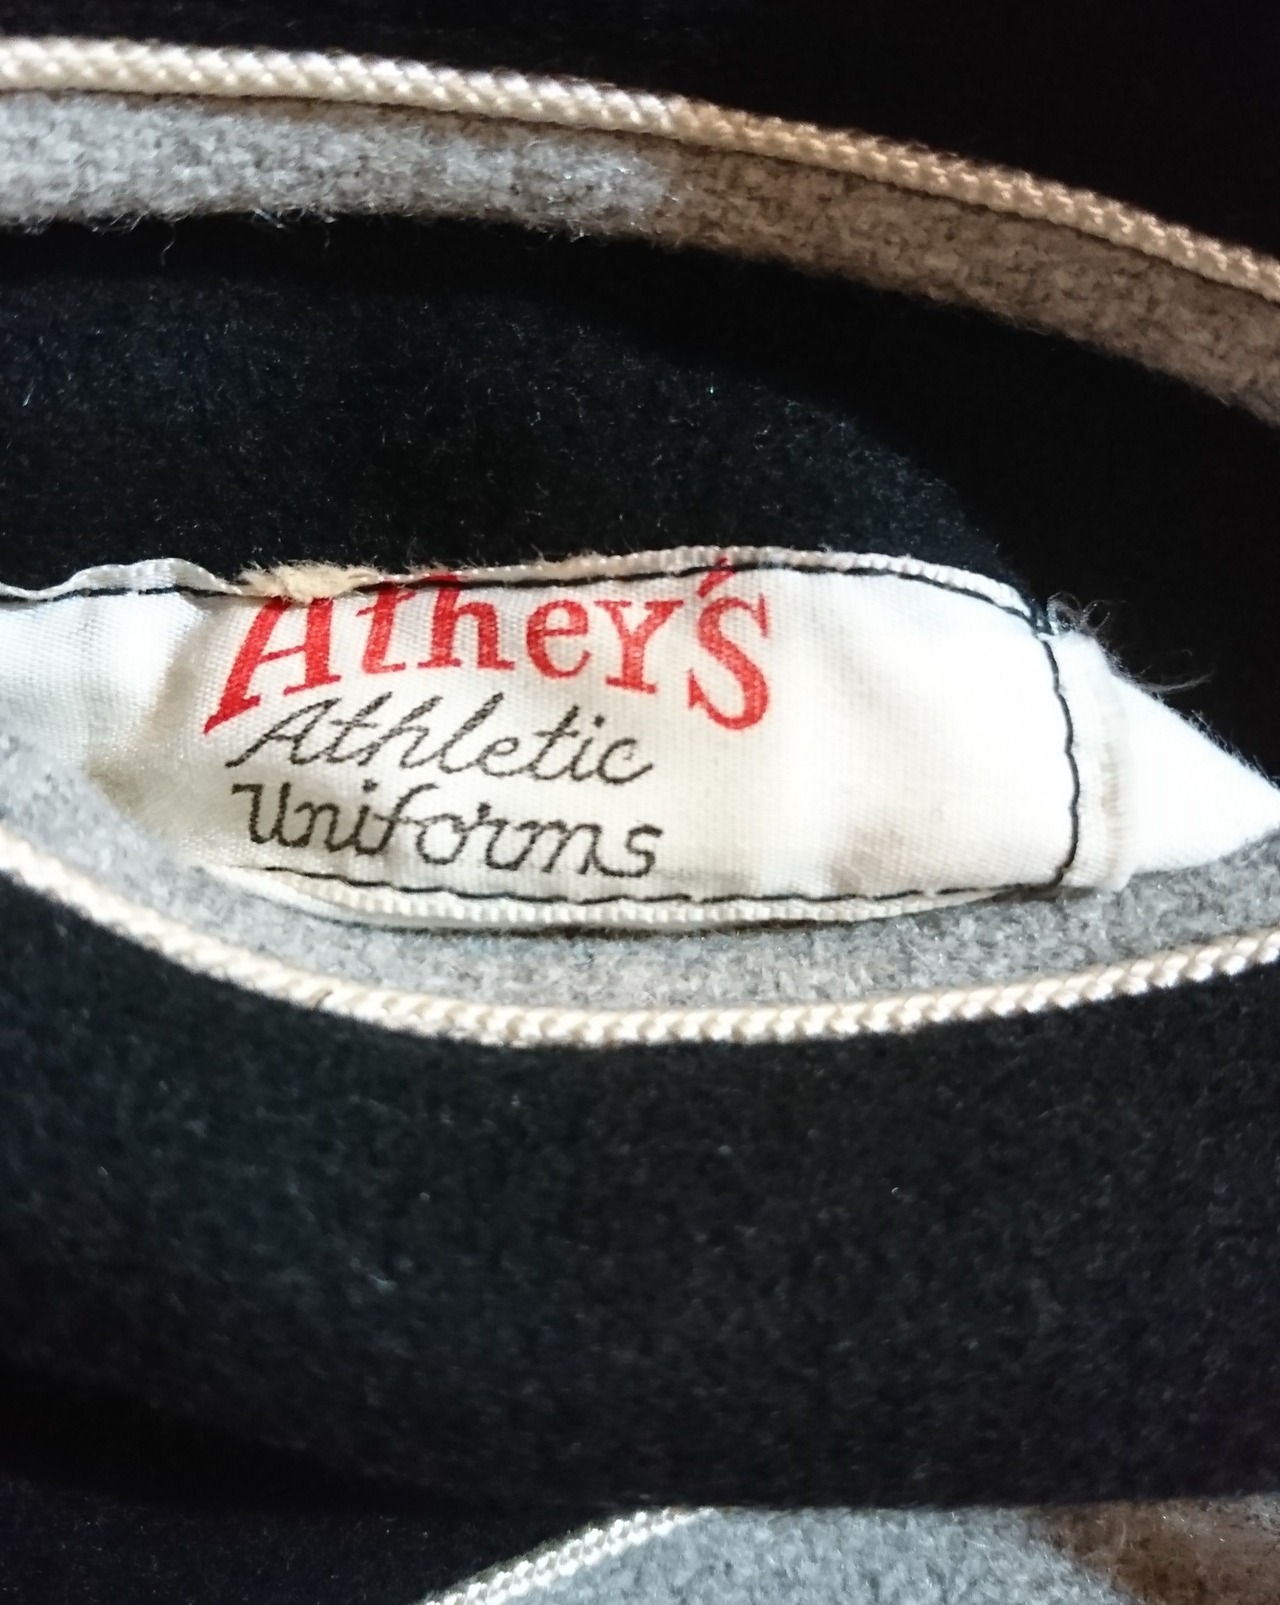 Athey's
Athletic
Uniforms